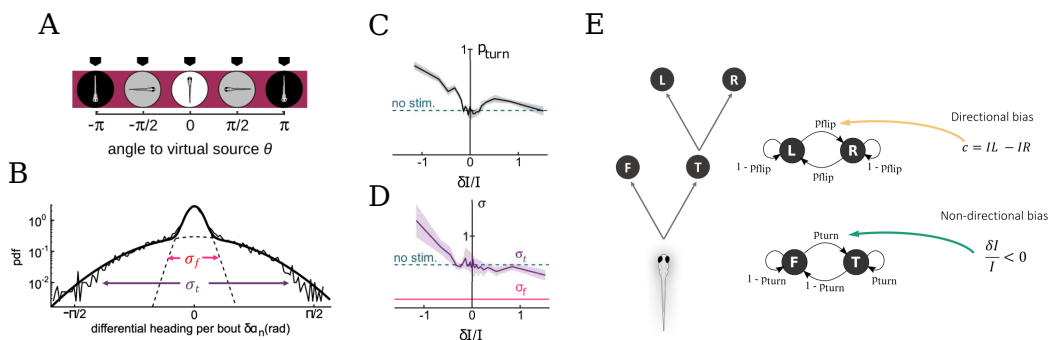 A
-π -π/2 0 π/2 π
angle to virtual source θ
B
pdf
10⁰
10⁻¹
10⁻²
σf
σt
−π/2 0 π/2
differential heading per bout δαn(rad)
C
1
pturn
no stim.
-1 0 1
δI/I
D
σ
1
σt
no stim.
σf
-1 0 1
δI/I
E
L R
F T
Pflip
L R
1 - Pflip 1 - Pflip
Pflip
Directional bias
c = IL − IR
Pturn
F T
1 - Pturn Pturn
1 - Pturn
Non-directional bias
δI/I < 0